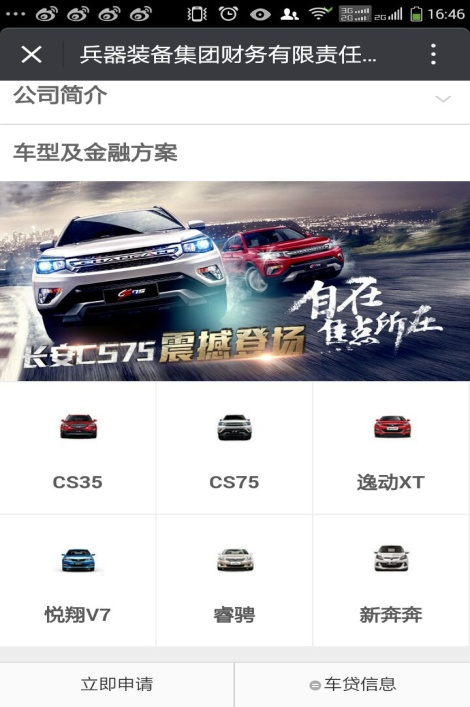 16:46
3G
2G
2G
兵器装备集团财务有限责任...
公司简介
车型及金融方案
自在
焦点所在
长安CS75 震撼登场
CS35
CS75
逸动XT
悦翔V7
睿骋
新奔奔
立即申请
车贷信息